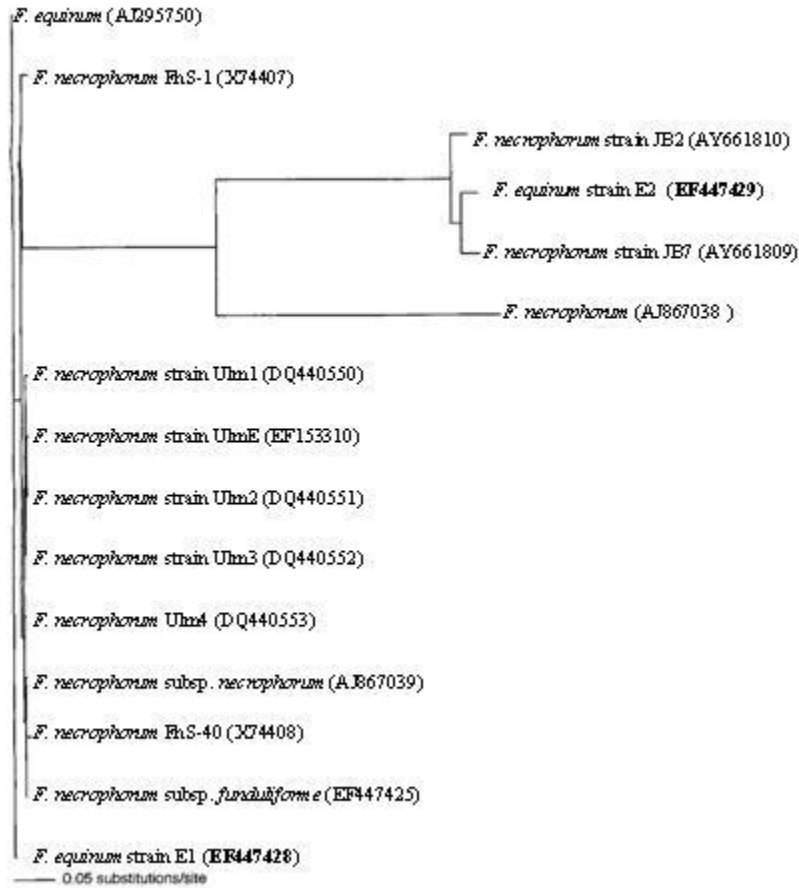 F. equinum (AJ295750)
F. necrophorum FnS-1 (X74407)
F. necrophorum strain JB2 (AY661810)
F. equinum strain E2 (EF447429)
F. necrophorum strain JB7 (AY661809)
F. necrophorum (AJ867038 )
F. necrophorum strain Ulm1 (DQ440550)
F. necrophorum strain UlmE (EF153310)
F. necrophorum strain Ulm2 (DQ440551)
F. necrophorum strain Ulm3 (DQ440552)
F. necrophorum Ulm4 (DQ440553)
F. necrophorum subsp. necrophorum (AJ867039)
F. necrophorum FnS-40 (X74408)
F. necrophorum subsp. funduliforme (EF447425)
F. equinum strain E1 (EF447428)
0.05 substitutions/site